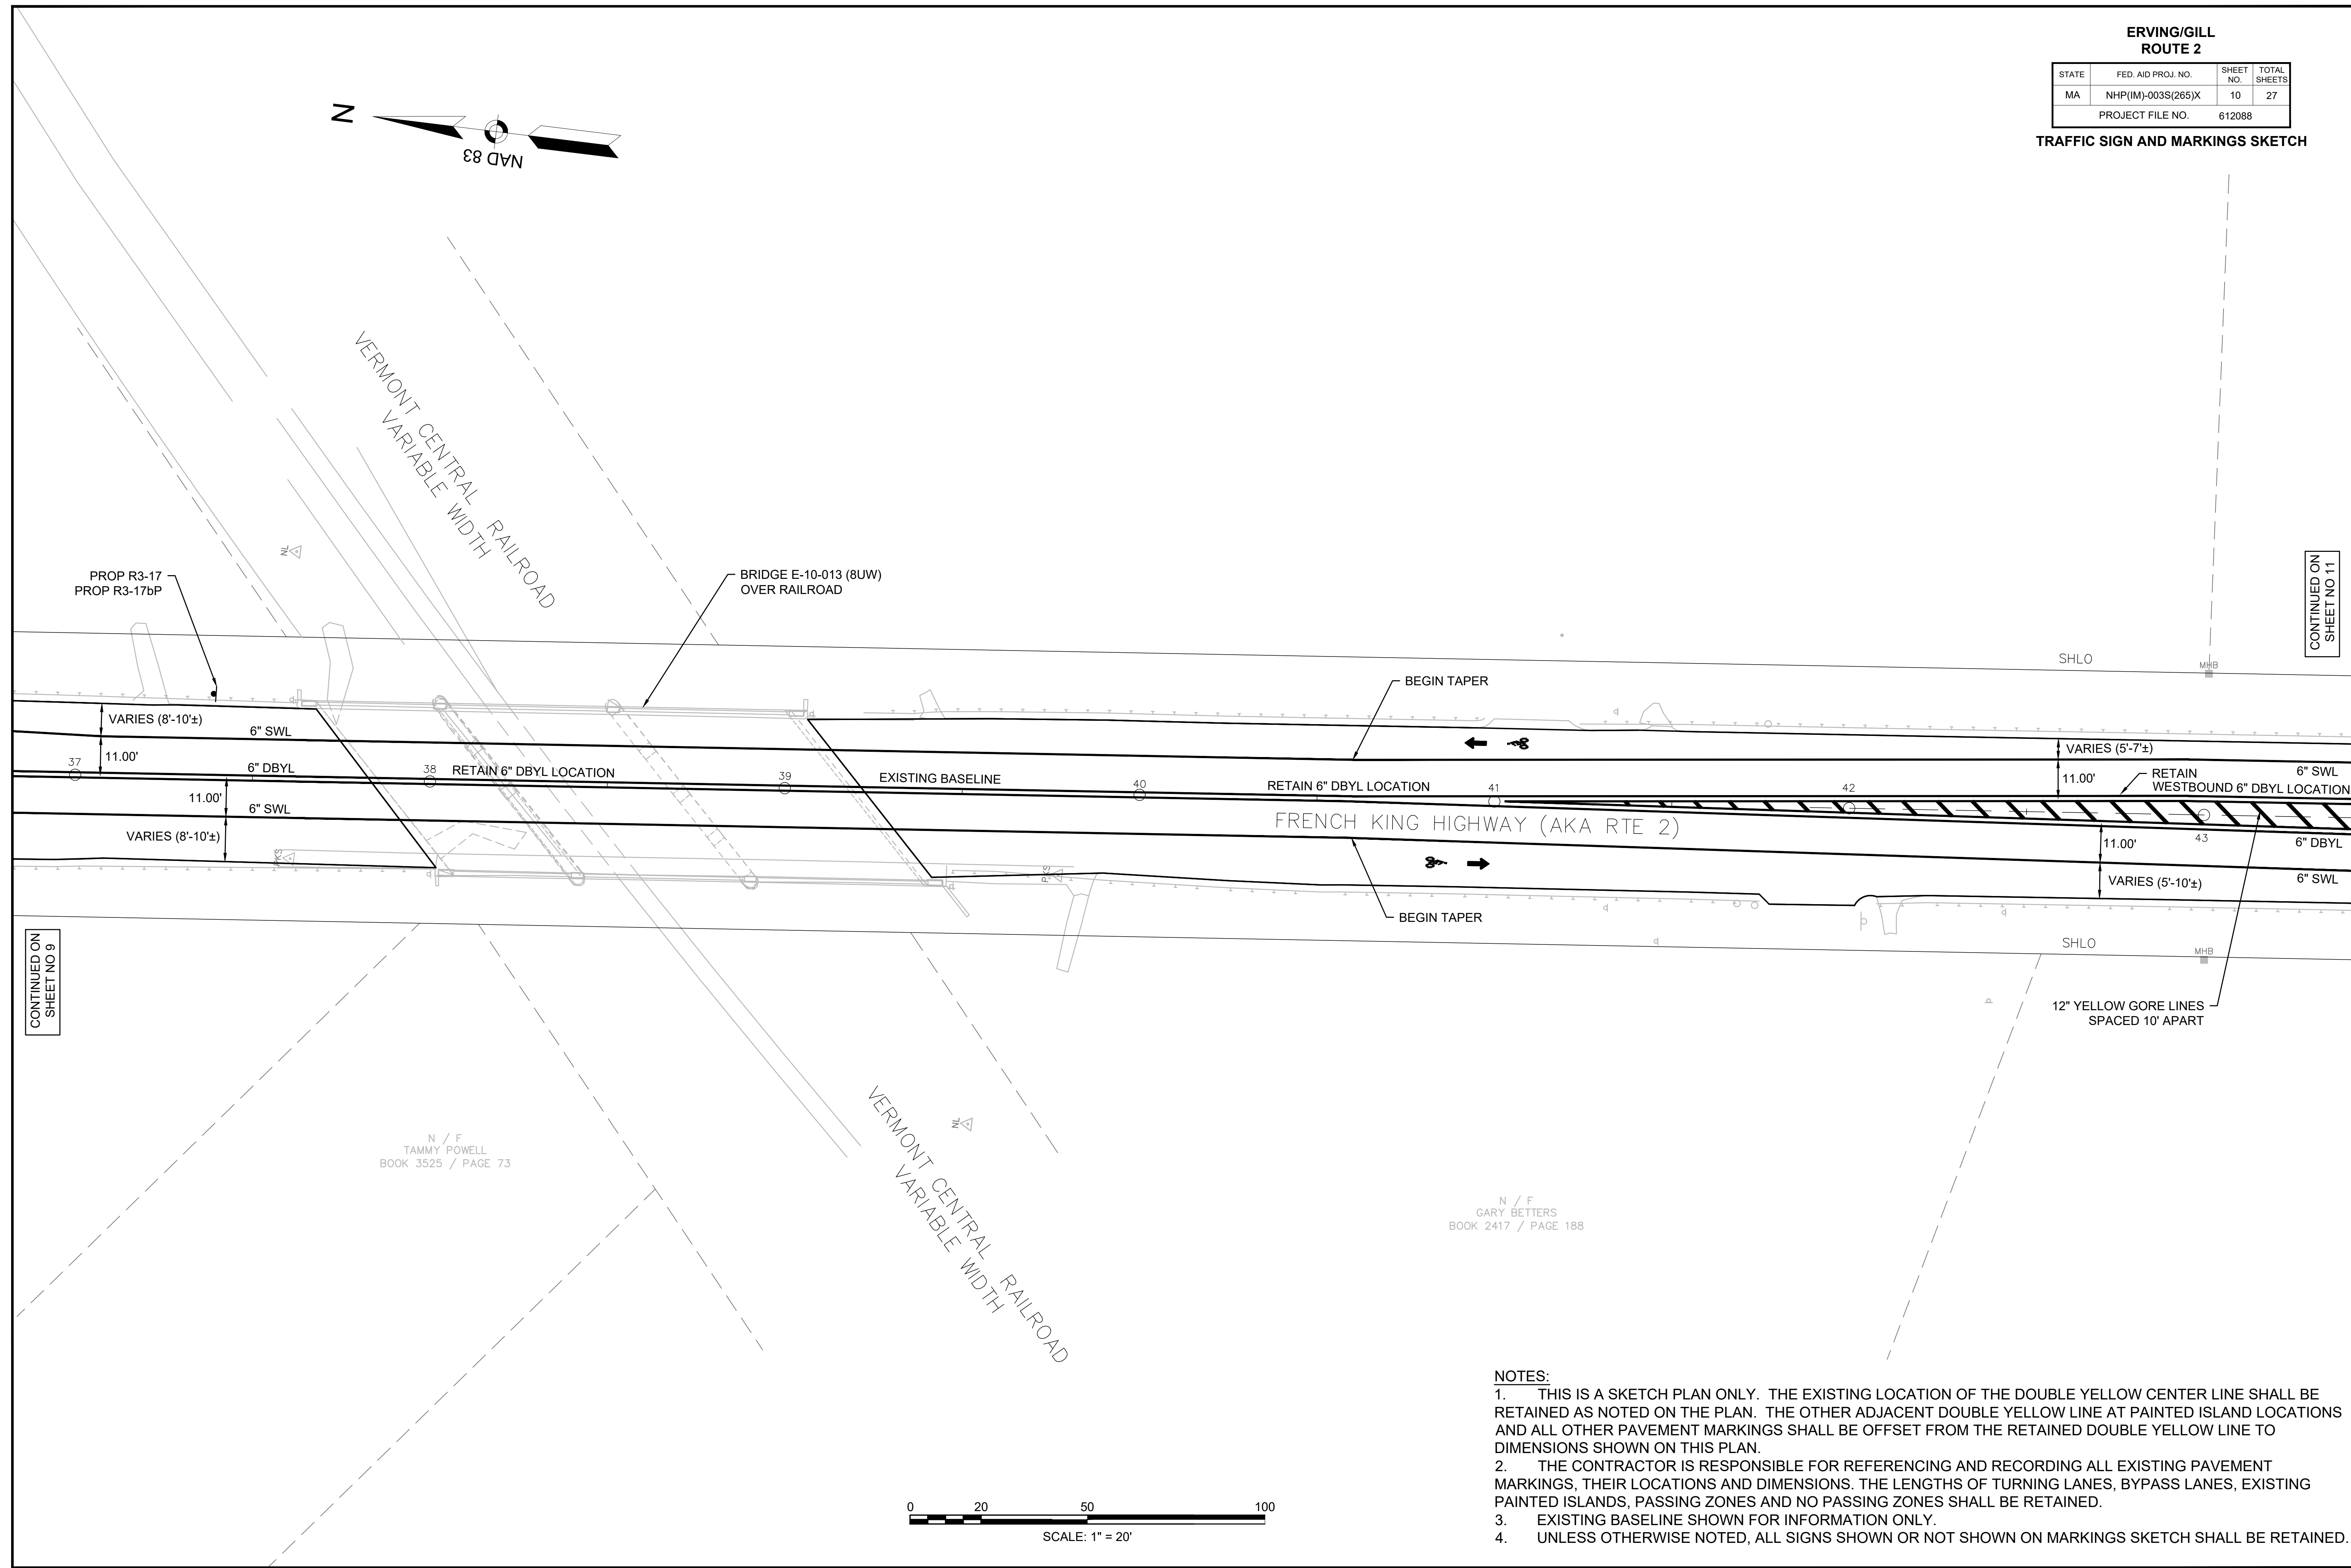 ERVING/GILL
ROUTE 2
STATE FED. AID PROJ. NO. SHEET NO. TOTAL SHEETS
MA NHP(IM)-003S(265)X 10 27
PROJECT FILE NO. 612088
TRAFFIC SIGN AND MARKINGS SKETCH
N
NAD 83
VERMONT CENTRAL RAILROAD
VARIABLE WIDTH
NL
PROP R3-17
PROP R3-17bP
BRIDGE E-10-013 (8UW)
OVER RAILROAD
CONTINUED ON
SHEET NO 11
SHLO
MHB
BEGIN TAPER
VARIES (8'-10'±)
6" SWL
VARIES (5'-7'±)
37
11.00'
6" DBYL
38
RETAIN 6" DBYL LOCATION
39
EXISTING BASELINE
40
RETAIN 6" DBYL LOCATION
41
42
11.00'
RETAIN
WESTBOUND 6" DBYL LOCATION
6" SWL
11.00'
6" SWL
FRENCH KING HIGHWAY (AKA RTE 2)
43
11.00'
6" DBYL
VARIES (8'-10'±)
PKS
PKS
VARIES (5'-10'±)
6" SWL
BEGIN TAPER
SHLO
MHB
CONTINUED ON
SHEET NO 9
12" YELLOW GORE LINES
SPACED 10' APART
VERMONT CENTRAL RAILROAD
VARIABLE WIDTH
NL
N / F
TAMMY POWELL
BOOK 3525 / PAGE 73
N / F
GARY BETTERS
BOOK 2417 / PAGE 188
0 20 50 100
SCALE: 1" = 20'
NOTES:
1. THIS IS A SKETCH PLAN ONLY. THE EXISTING LOCATION OF THE DOUBLE YELLOW CENTER LINE SHALL BE
RETAINED AS NOTED ON THE PLAN. THE OTHER ADJACENT DOUBLE YELLOW LINE AT PAINTED ISLAND LOCATIONS
AND ALL OTHER PAVEMENT MARKINGS SHALL BE OFFSET FROM THE RETAINED DOUBLE YELLOW LINE TO
DIMENSIONS SHOWN ON THIS PLAN.
2. THE CONTRACTOR IS RESPONSIBLE FOR REFERENCING AND RECORDING ALL EXISTING PAVEMENT
MARKINGS, THEIR LOCATIONS AND DIMENSIONS. THE LENGTHS OF TURNING LANES, BYPASS LANES, EXISTING
PAINTED ISLANDS, PASSING ZONES AND NO PASSING ZONES SHALL BE RETAINED.
3. EXISTING BASELINE SHOWN FOR INFORMATION ONLY.
4. UNLESS OTHERWISE NOTED, ALL SIGNS SHOWN OR NOT SHOWN ON MARKINGS SKETCH SHALL BE RETAINED.